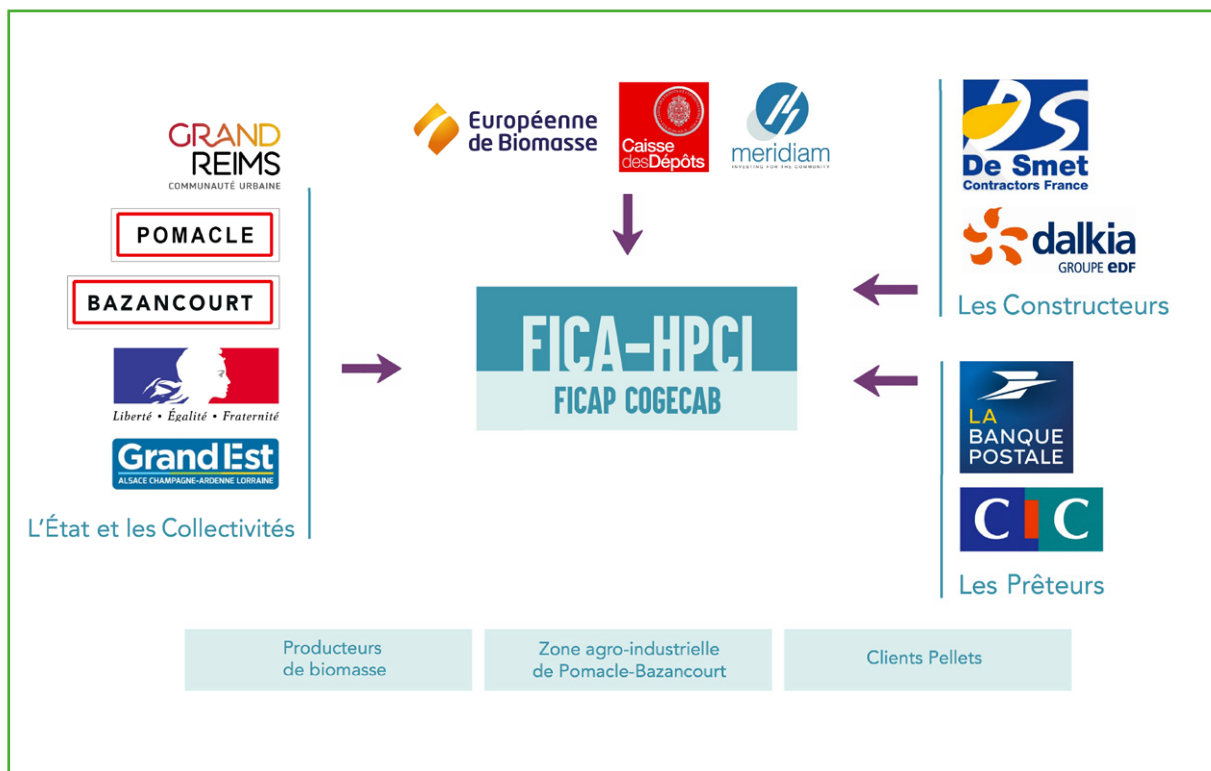 GRAND
REIMS
COMMUNAUTÉ URBAINE
POMACLE
BAZANCOURT
Liberté • Égalité • Fraternité
Grand Est
ALSACE CHAMPAGNE-ARDENNE LORRAINE
L'État et les Collectivités
Européenne
de Biomasse
Caisse
desDépôts
meridiam
INVESTING FOR THE COMMUNITY
FICA-HPCI
FICAP COGECAB
DS
De Smet
Contractors France
dalkia
GROUPE eDF
Les Constructeurs
LA
BANQUE
POSTALE
CIC
Les Prêteurs
Producteurs
de biomasse
Zone agro-industrielle
de Pomacle-Bazancourt
Clients Pellets